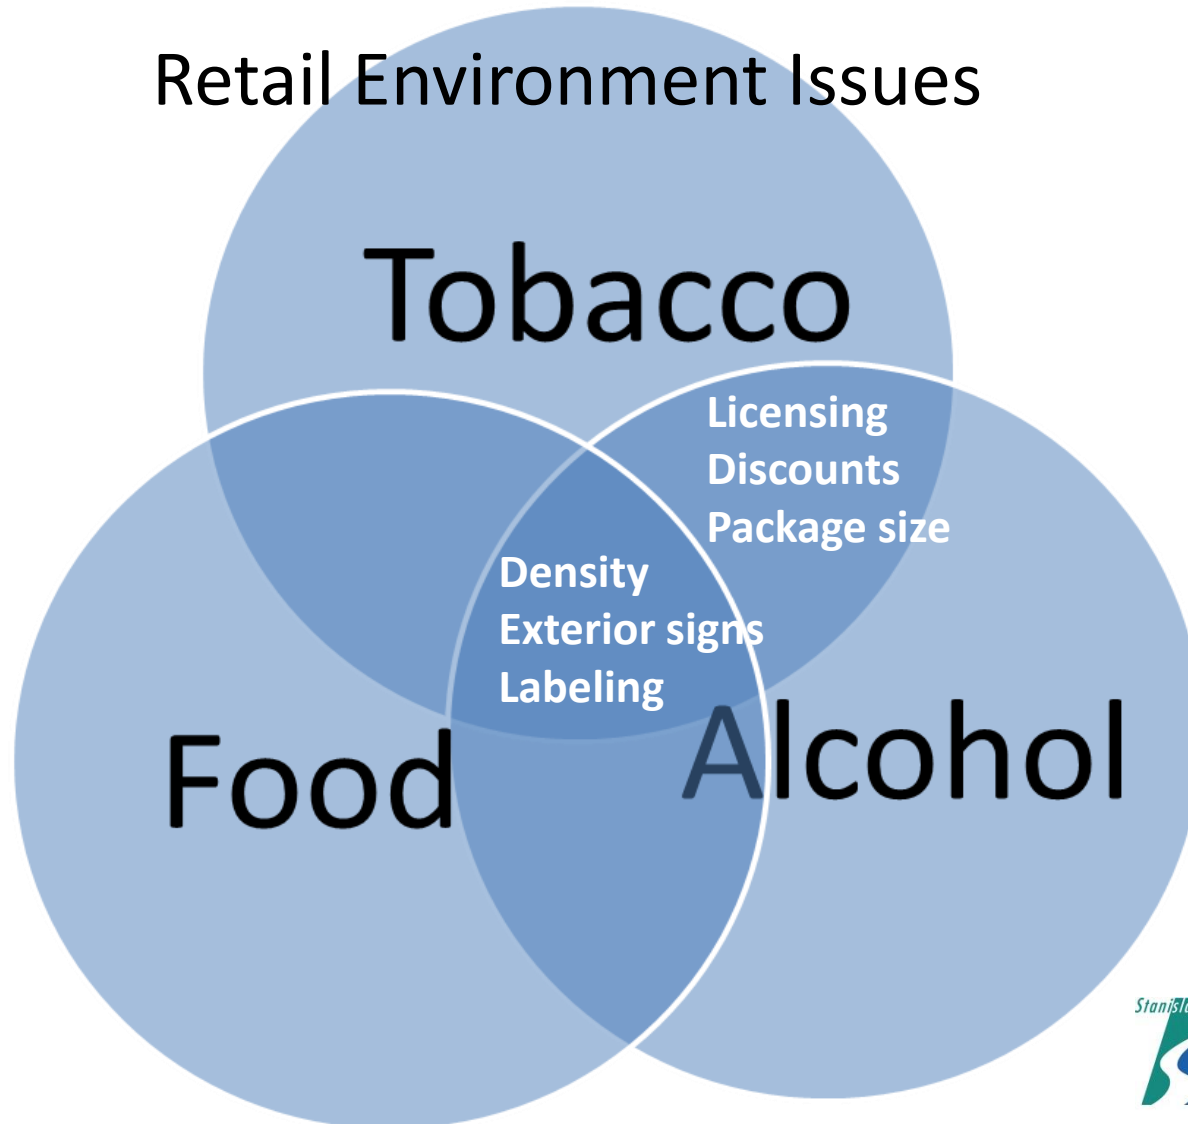 Retail Environment Issues
Tobacco
Licensing
Discounts
Package size
Density
Exterior signs
Labeling
Food
Alcohol